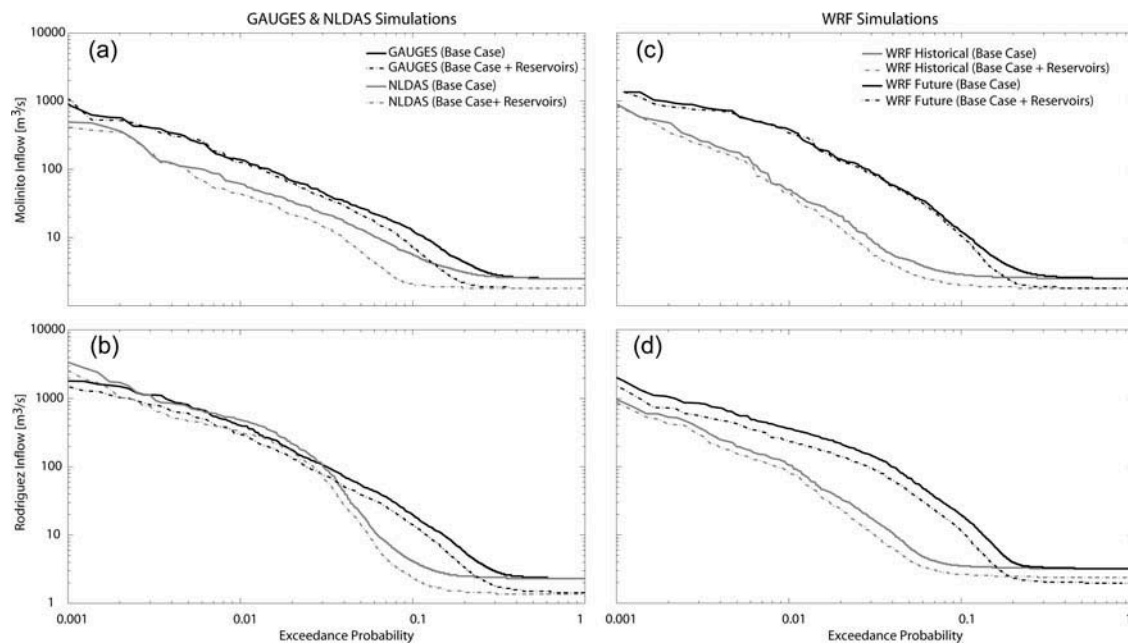 GAUGES & NLDAS Simulations
WRF Simulations
(a)
GAUGES (Base Case)
GAUGES (Base Case + Reservoirs)
NLDAS (Base Case)
NLDAS (Base Case+ Reservoirs)
10000
1000
100
10
Molinito Inflow [m³/s]
(c)
WRF Historical (Base Case)
WRF Historical (Base Case + Reservoirs)
WRF Future (Base Case)
WRF Future (Base Case + Reservoirs)
(b)
10000
1000
100
10
1
Rodriguez Inflow [m³/s]
(d)
0.001 0.01 0.1 1
0.001 0.01 0.1 1
Exceedance Probability
Exceedance Probability